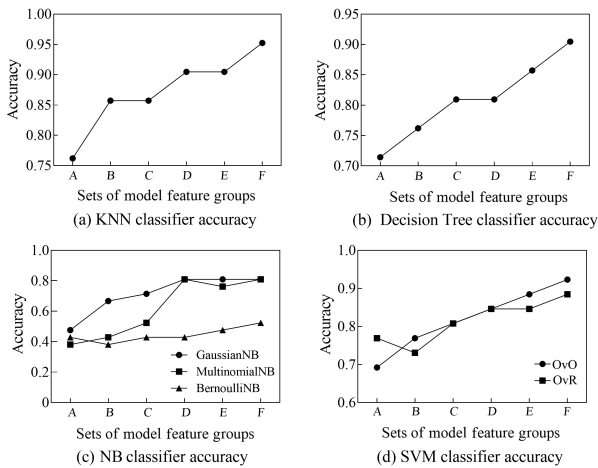 1.00
0.95
0.90
0.85
0.80
0.75
Accuracy
A B C D E F
Sets of model feature groups
(a) KNN classifier accuracy
1.00
0.95
0.90
0.85
0.80
0.75
0.70
Accuracy
A B C D E F
Sets of model feature groups
(b) Decision Tree classifier accuracy
1.0
0.8
0.6
0.4
0.2
0
Accuracy
GaussianNB
MultinomialNB
BernoulliNB
A B C D E F
Sets of model feature groups
(c) NB classifier accuracy
1.0
0.9
0.8
0.7
0.6
Accuracy
OvO
OvR
A B C D E F
Sets of model feature groups
(d) SVM classifier accuracy